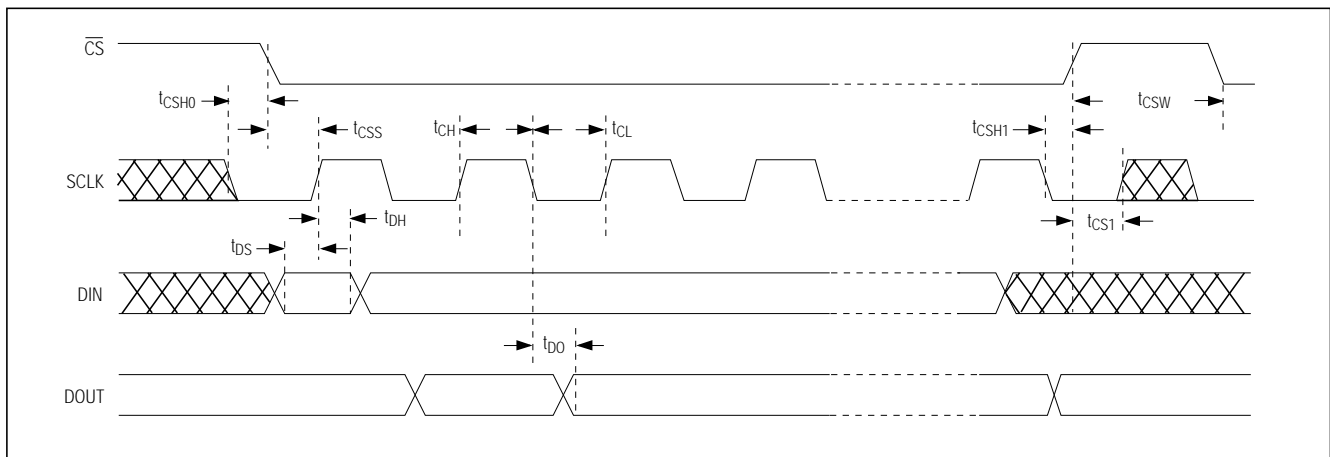 CS
tCSH0
tCSS
tCH
tCL
tCSH1
tCSW
SCLK
tDH
tCS1
tDS
DIN
tDO
DOUT